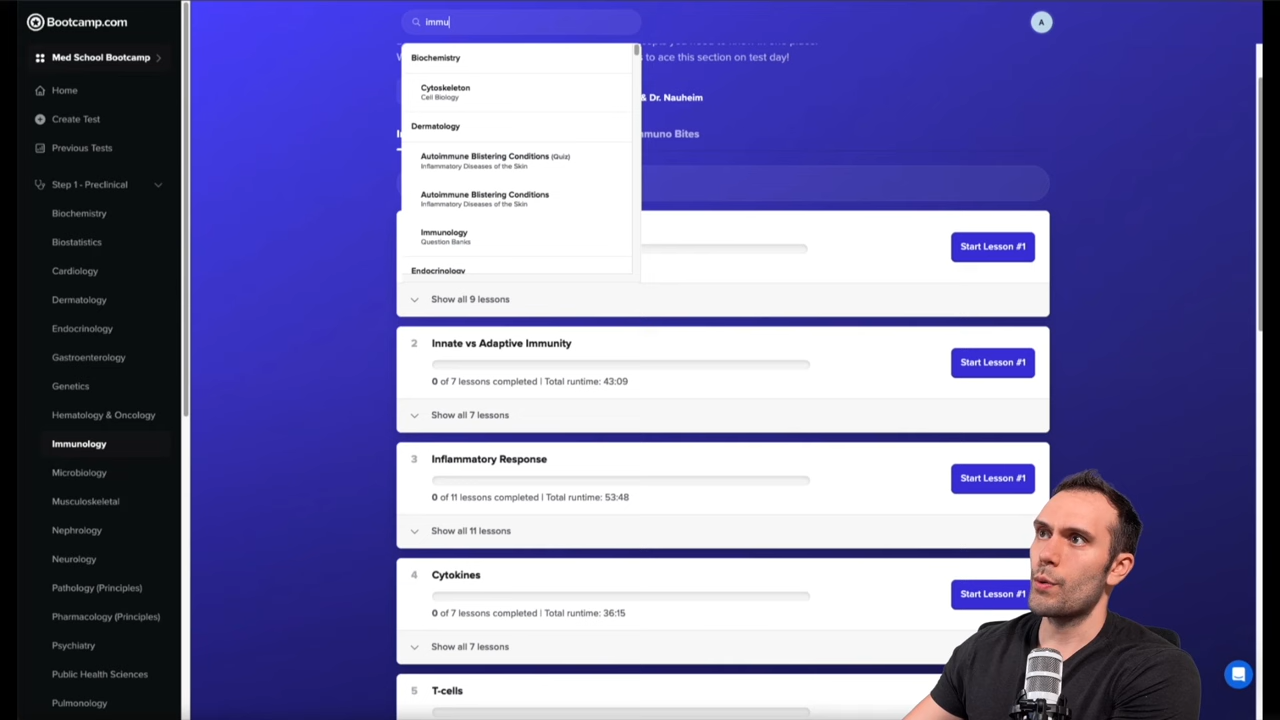 Bootcamp.com
Med School Bootcamp
Home
Create Test
Previous Tests
Step 1 - Preclinical
Biochemistry
Biostatistics
Cardiology
Dermatology
Endocrinology
Gastroenterology
Genetics
Hematology & Oncology
Immunology
Microbiology
Musculoskeletal
Nephrology
Neurology
Pathology (Principles)
Pharmacology (Principles)
Psychiatry
Public Health Sciences
Pulmonology
immu
A
Biochemistry
Cytoskeleton
Cell Biology
Dermatology
Autoimmune Blistering Conditions (Quiz)
Inflammatory Diseases of the Skin
Autoimmune Blistering Conditions
Inflammatory Diseases of the Skin
Immunology
Question Banks
Endocrinology
you need to know in one place!
to ace this section on test day!
& Dr. Nauheim
Bites
Start Lesson #1
Show all 9 lessons
2 Innate vs Adaptive Immunity
0 of 7 lessons completed | Total runtime: 43:09
Start Lesson #1
Show all 7 lessons
3 Inflammatory Response
0 of 11 lessons completed | Total runtime: 53:48
Start Lesson #1
Show all 11 lessons
4 Cytokines
0 of 7 lessons completed | Total runtime: 36:15
Start Lesson #1
Show all 7 lessons
5 T-cells